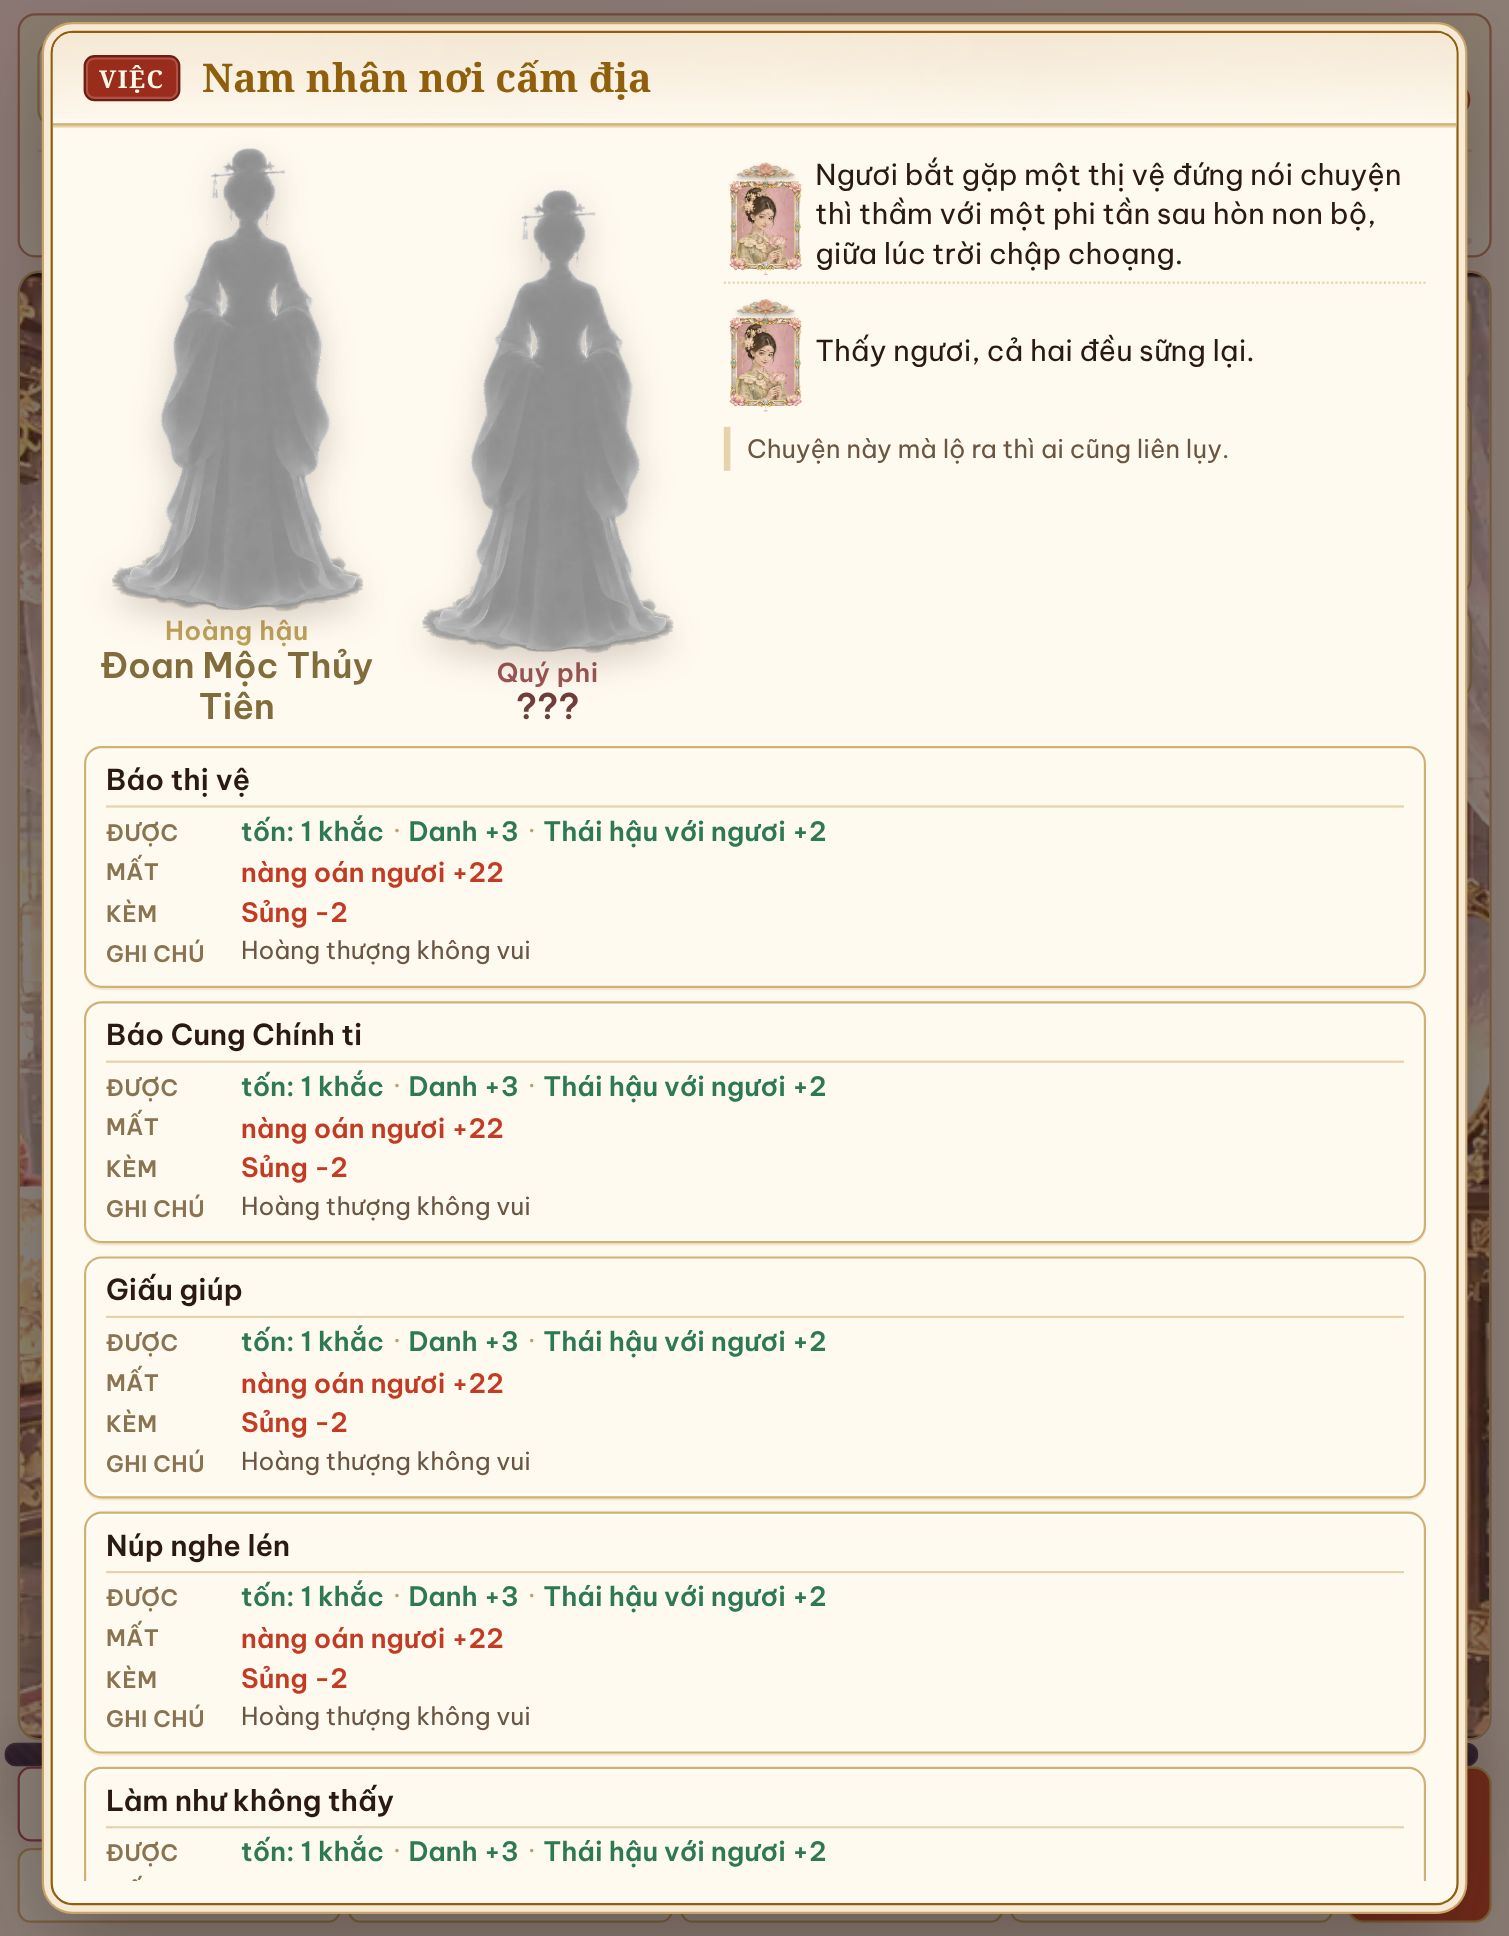 VIỆC Nam nhân nơi cấm địa
Ngươi bắt gặp một thị vệ đứng nói chuyện
thì thầm với một phi tần sau hòn non bộ,
giữa lúc trời chập choạng.
Thấy ngươi, cả hai đều sững lại.
Chuyện này mà lộ ra thì ai cũng liên lụy.
Hoàng hậu
Đoan Mộc Thủy
Tiên
Quý phi
???
Báo thị vệ
ĐƯỢC tốn: 1 khắc · Danh +3 · Thái hậu với ngươi +2
MẤT nàng oán ngươi +22
KÈM Sủng -2
GHI CHÚ Hoàng thượng không vui
Báo Cung Chính ti
ĐƯỢC tốn: 1 khắc · Danh +3 · Thái hậu với ngươi +2
MẤT nàng oán ngươi +22
KÈM Sủng -2
GHI CHÚ Hoàng thượng không vui
Giấu giúp
ĐƯỢC tốn: 1 khắc · Danh +3 · Thái hậu với ngươi +2
MẤT nàng oán ngươi +22
KÈM Sủng -2
GHI CHÚ Hoàng thượng không vui
Núp nghe lén
ĐƯỢC tốn: 1 khắc · Danh +3 · Thái hậu với ngươi +2
MẤT nàng oán ngươi +22
KÈM Sủng -2
GHI CHÚ Hoàng thượng không vui
Làm như không thấy
ĐƯỢC tốn: 1 khắc · Danh +3 · Thái hậu với ngươi +2